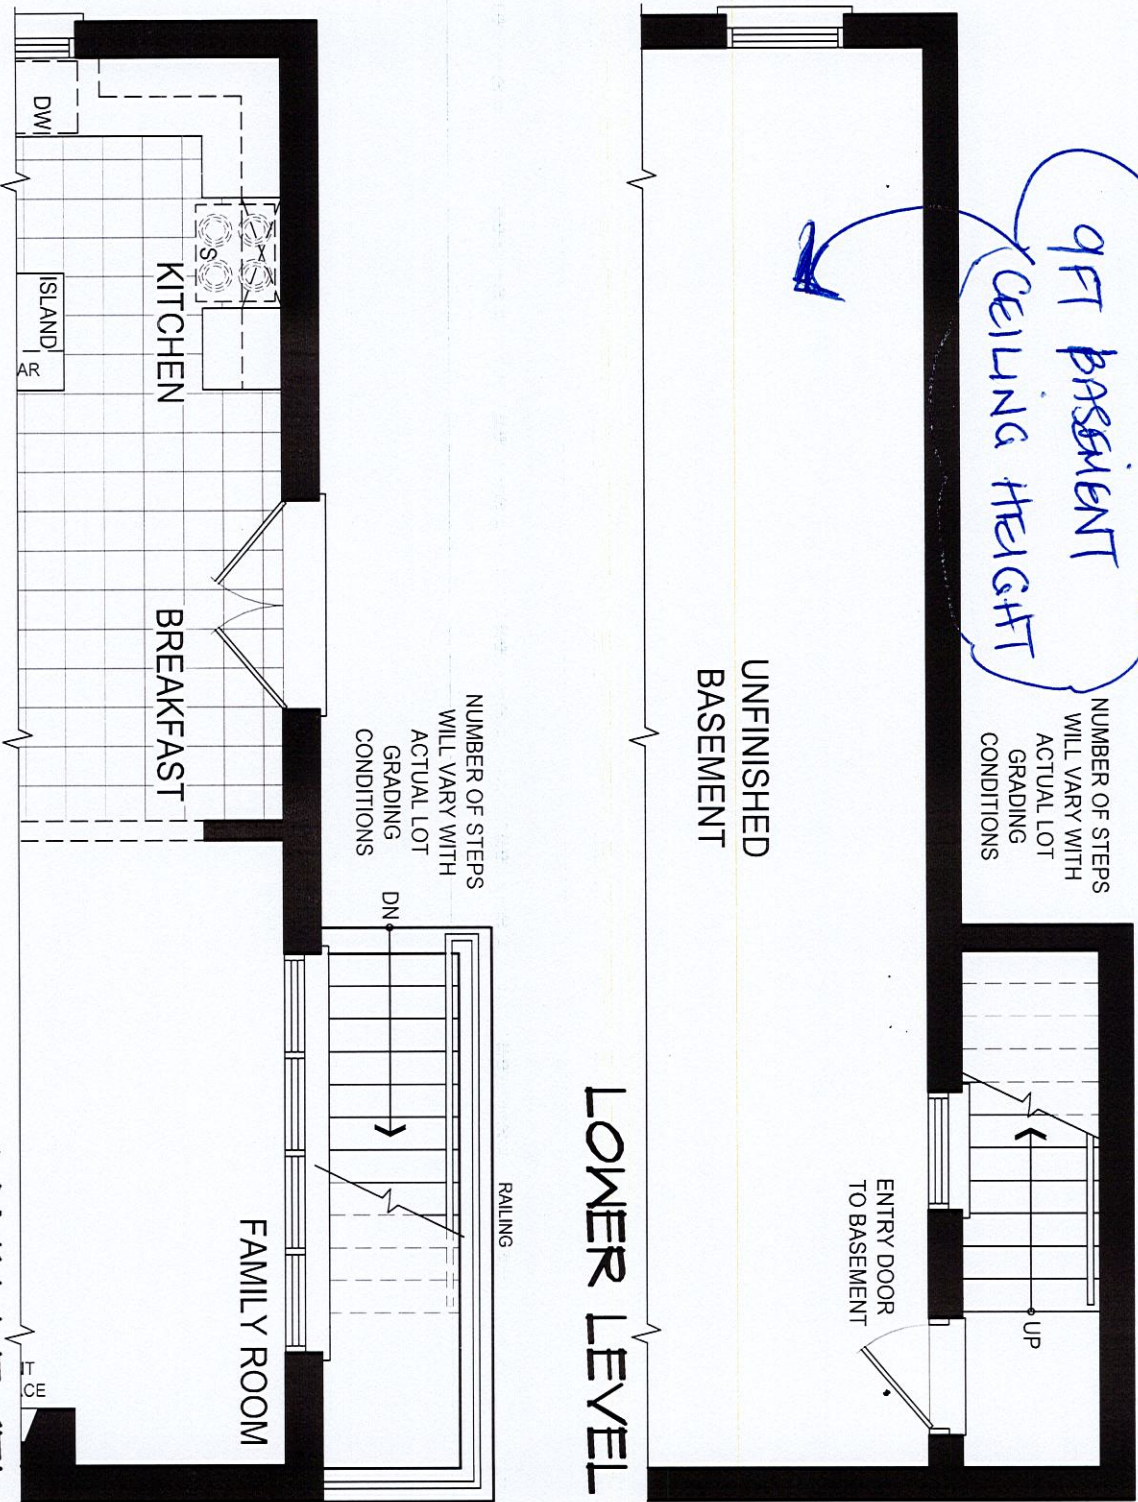 9FT BASEMENT
CEILING HEIGHT
NUMBER OF STEPS
WILL VARY WITH
ACTUAL LOT
GRADING
CONDITIONS
UP
ENTRY DOOR
TO BASEMENT
UNFINISHED
BASEMENT
LOWER LEVEL
RAILING
NUMBER OF STEPS
WILL VARY WITH
ACTUAL LOT
GRADING
CONDITIONS
DN
FAMILY ROOM
KITCHEN
BREAKFAST
DW
S
ISLAND
AR
IT
CE